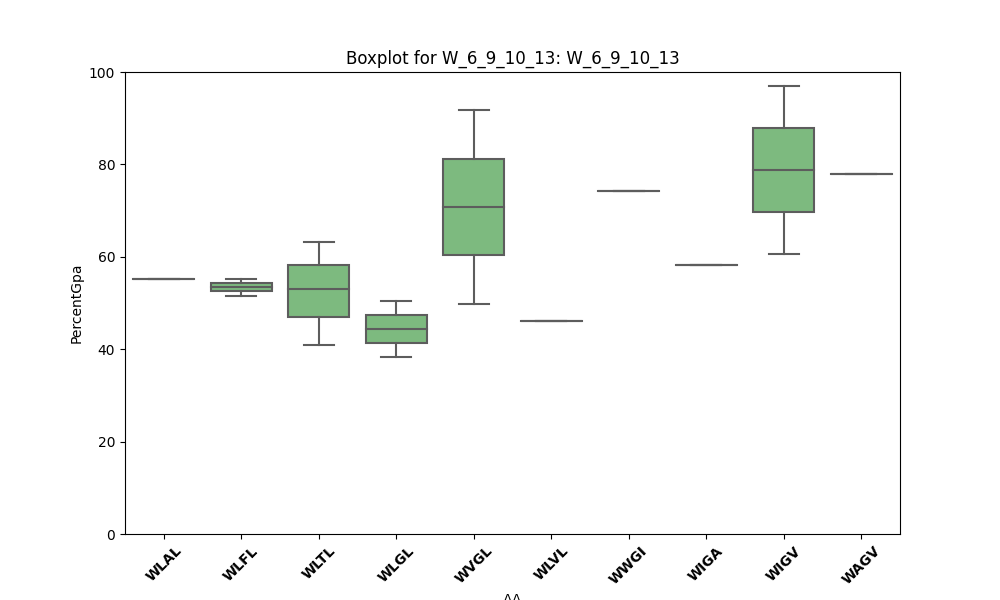 Boxplot for W_6_9_10_13: W_6_9_10_13
100
80
60
40
20
0
PercentGpa
WLAL
WLFL
WLTL
WLGL
WVGL
WLVL
WWGI
WIGA
WIGV
WAGV